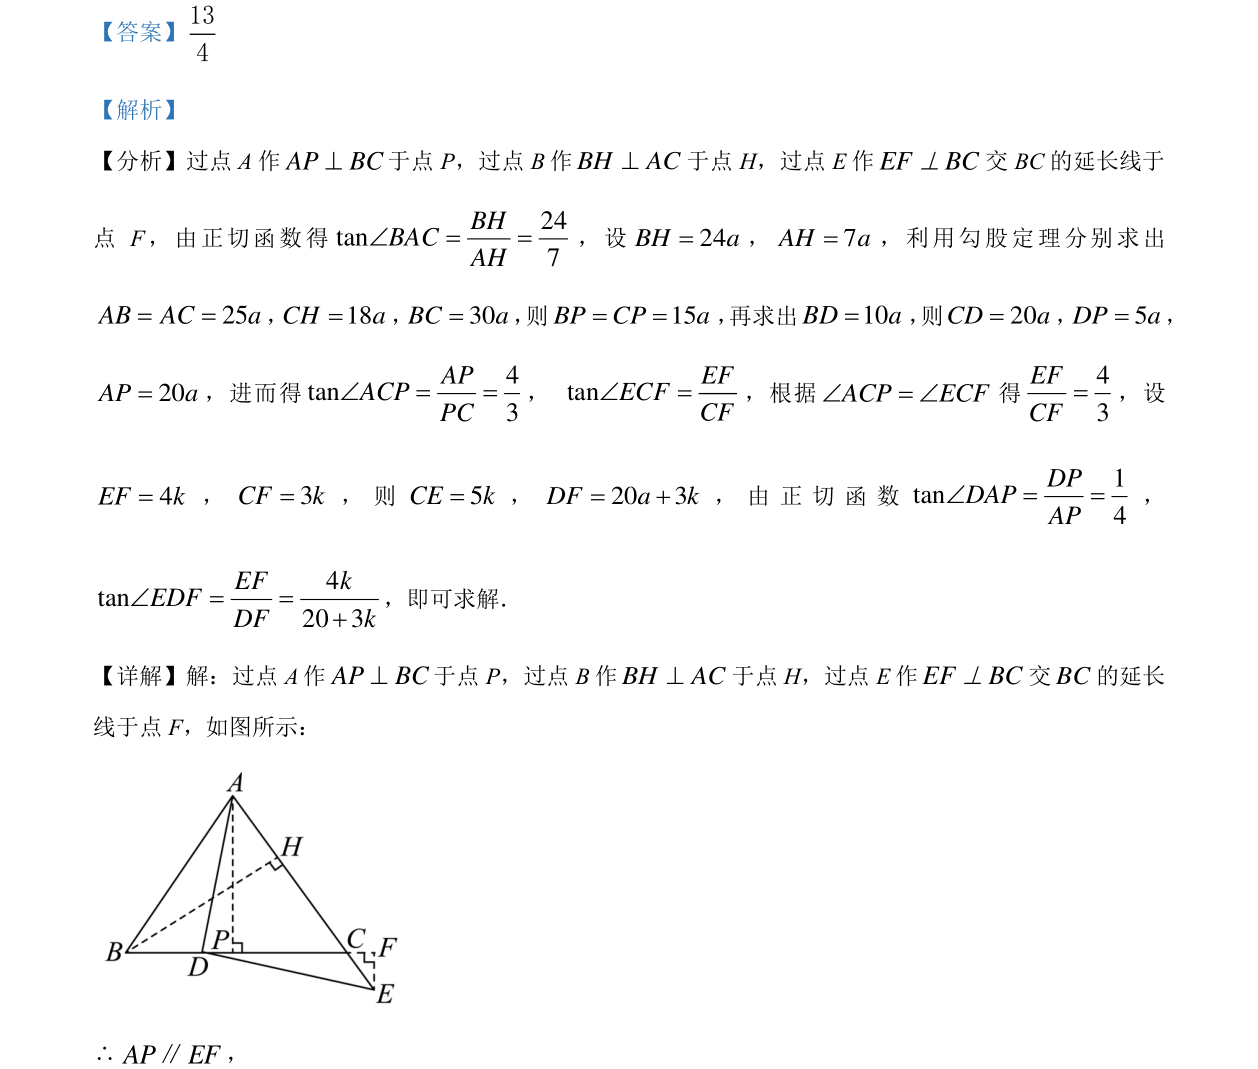 【答案】13/4
【解析】
【分析】过点 A 作 AP ⊥ BC 于点 P，过点 B 作 BH ⊥ AC 于点 H，过点 E 作 EF ⊥ BC 交 BC 的延长线于
点 F，由正切函数得 tan∠BAC = BH/AH = 24/7，设 BH = 24a，AH = 7a，利用勾股定理分别求出
AB = AC = 25a，CH = 18a，BC = 30a，则 BP = CP = 15a，再求出 BD = 10a，则 CD = 20a，DP = 5a，
AP = 20a，进而得 tan∠ACP = AP/PC = 4/3， tan∠ECF = EF/CF，根据 ∠ACP = ∠ECF 得 EF/CF = 4/3，设
EF = 4k，CF = 3k，则 CE = 5k，DF = 20a + 3k，由正切函数 tan∠DAP = DP/AP = 1/4，
tan∠EDF = EF/DF = 4k/(20 + 3k)，即可求解．
【详解】解：过点 A 作 AP ⊥ BC 于点 P，过点 B 作 BH ⊥ AC 于点 H，过点 E 作 EF ⊥ BC 交 BC 的延长
线于点 F，如图所示：
A
H
B
D
P
C
F
E
∴ AP ∥ EF，